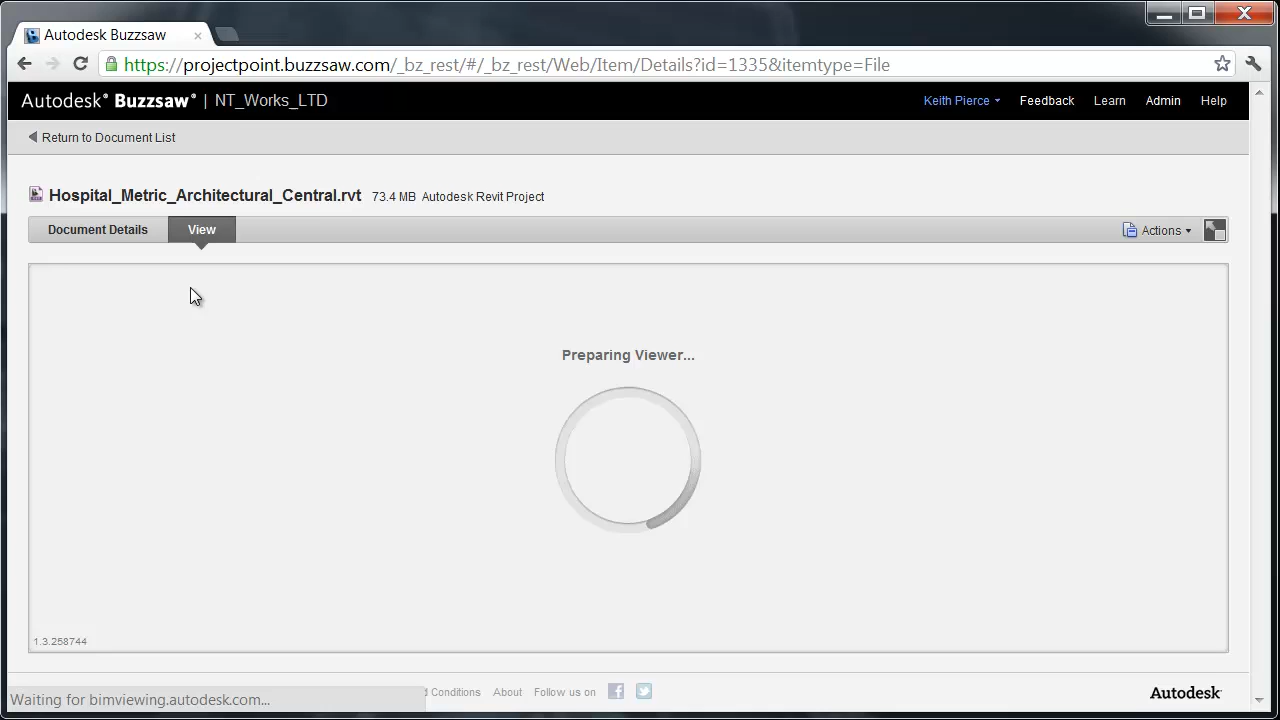 Autodesk Buzzsaw
https://projectpoint.buzzsaw.com/_bz_rest/#/_bz_rest/Web/Item/Details?id=1335&itemtype=File
Autodesk® Buzzsaw® | NT_Works_LTD
Keith Pierce Feedback Learn Admin Help
Return to Document List
Hospital_Metric_Architectural_Central.rvt 73.4 MB Autodesk Revit Project
Document Details View Actions
Preparing Viewer...
1.3.258744
Conditions About Follow us on Autodesk
Waiting for bimviewing.autodesk.com...